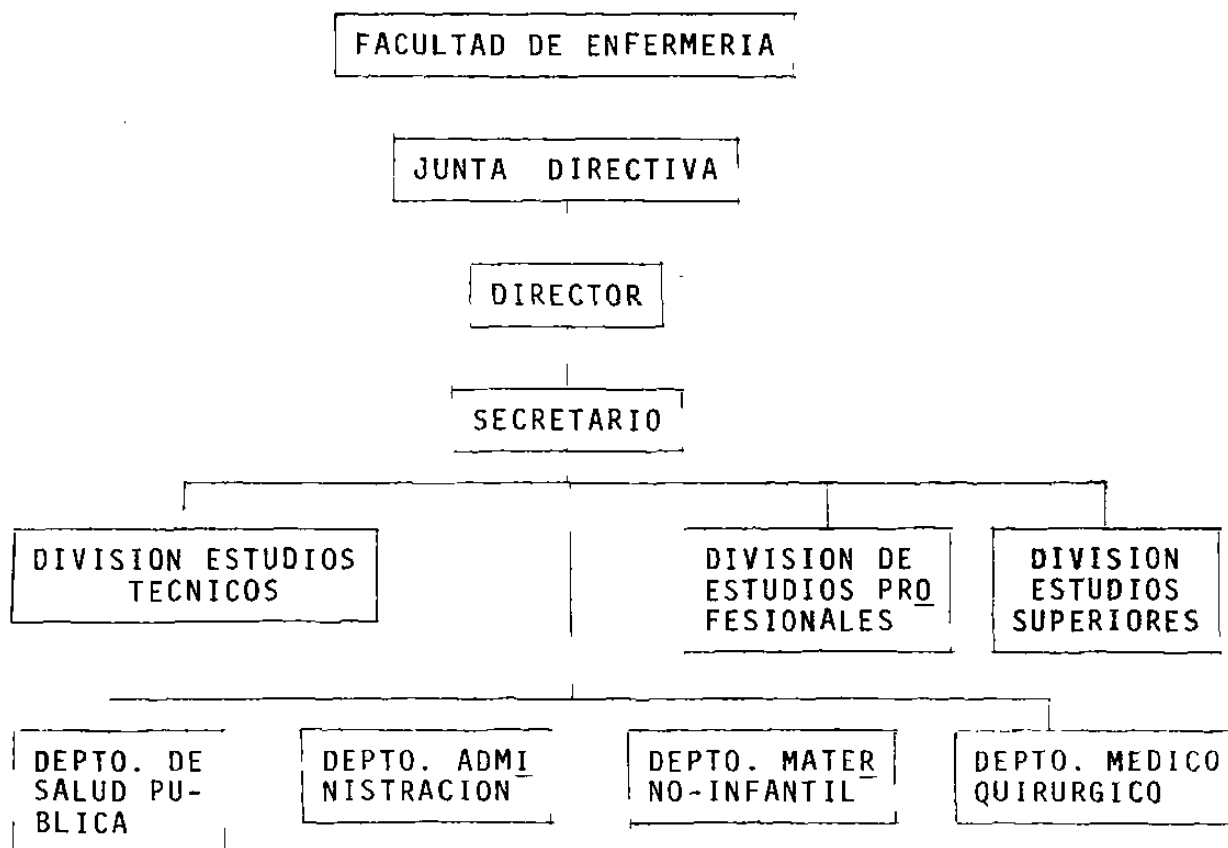 FACULTAD DE ENFERMERIA
JUNTA DIRECTIVA
DIRECTOR
SECRETARIO
DIVISION ESTUDIOS
TECNICOS
DIVISION DE
ESTUDIOS PRO
FESIONALES
DIVISION
ESTUDIOS
SUPERIORES
DEPTO. DE
SALUD PU-
BLICA
DEPTO. ADMI
NISTRACION
DEPTO. MATER
NO-INFANTIL
DEPTO. MEDICO
QUIRURGICO